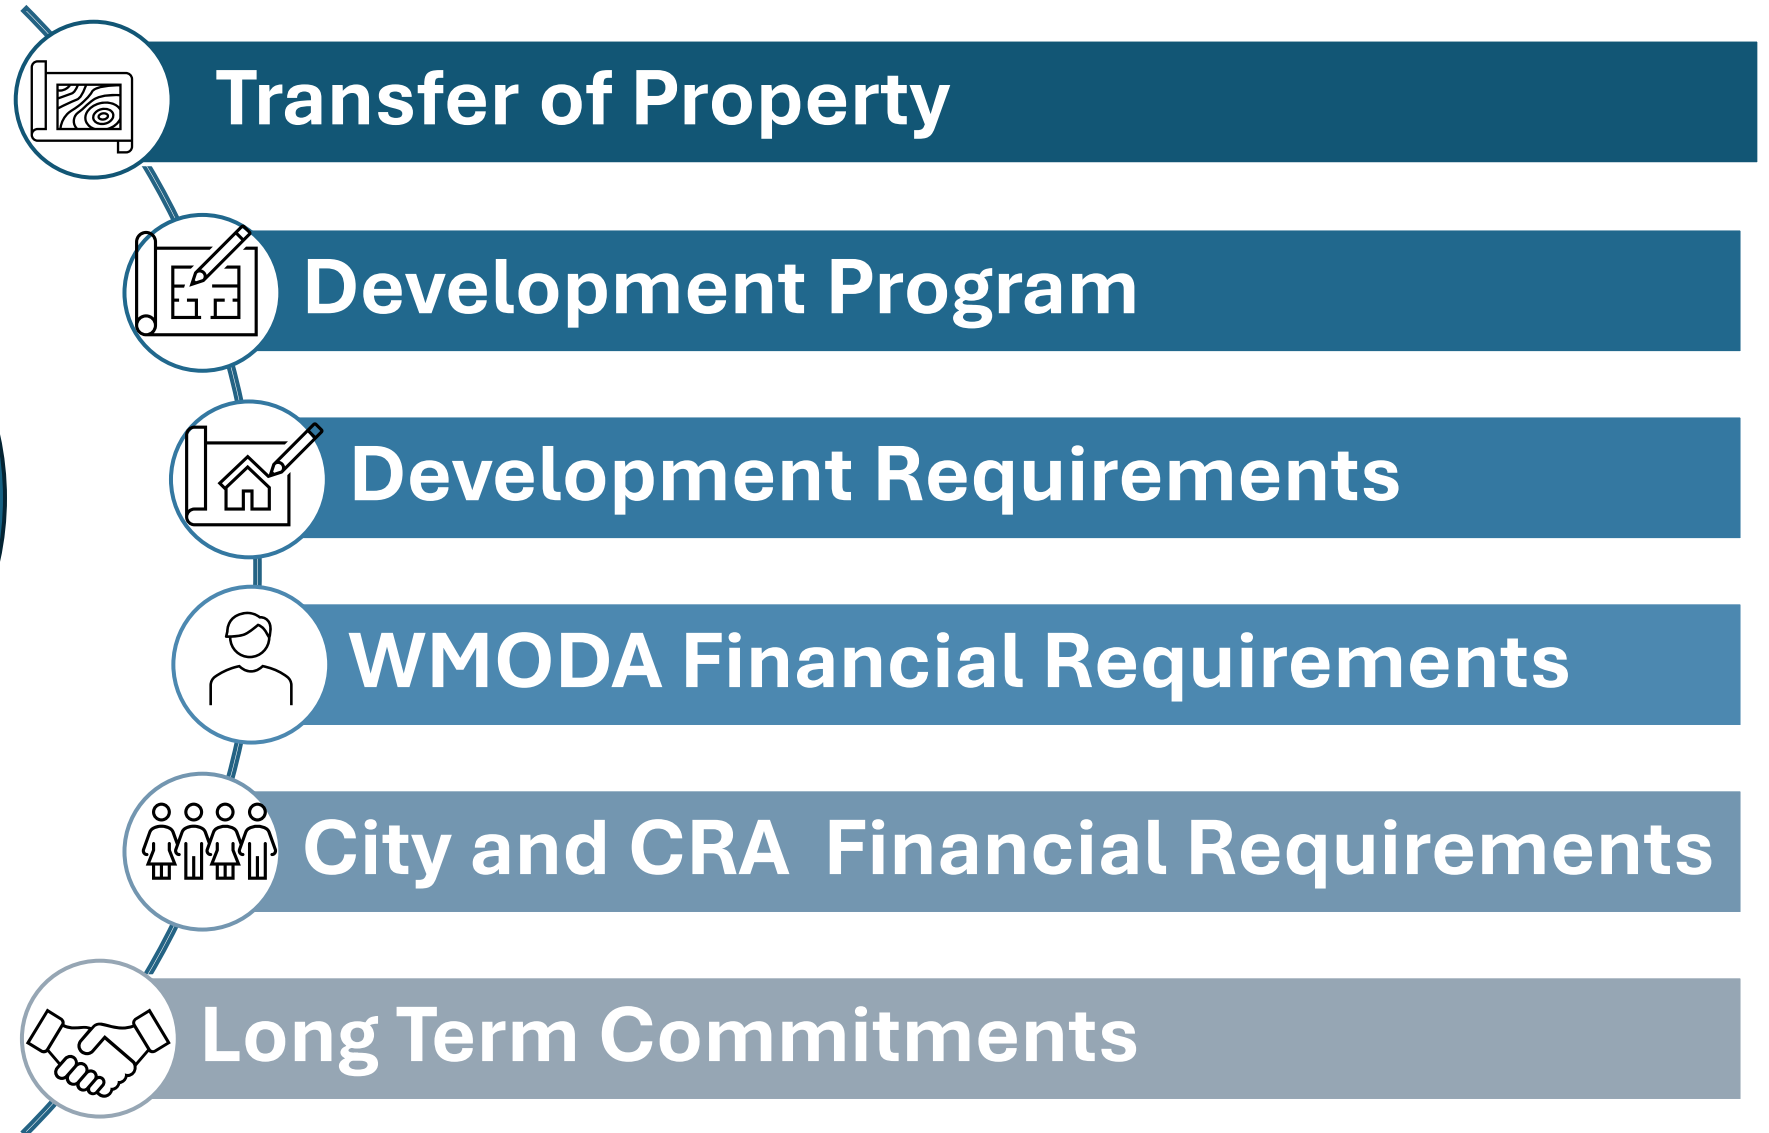 Transfer of Property
Development Program
Development Requirements
WMODA Financial Requirements
City and CRA  Financial Requirements
Long Term Commitments